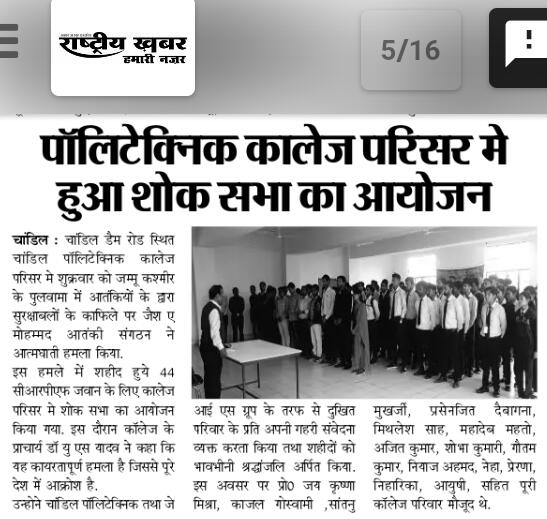 राष्ट्रीय खबर
हमारी नजर
5/16
पॉलिटेक्निक कालेज परिसर मे
हुआ शोक सभा का आयोजन
चांडिल : चांडिल डैम रोड स्थित
चांडिल पॉलिटेक्निक कालेज
परिसर मे शुक्रवार को जम्मू कश्मीर
के पुलवामा में आतंकियों के द्वारा
सुरक्षाबलों के काफिले पर जैश ए
मोहम्मद आतंकी संगठन ने
आत्मघाती हमला किया.
इस हमले में शहीद हुये 44
सीआरपीएफ जवान के लिए कालेज
परिसर मे शोक सभा का आयोजन
किया गया. इस दौरान कॉलेज के
प्राचार्य डॉ यु एस यादव ने कहा कि
यह कायरतापूर्ण हमला है जिससे पूरे
देश में आक्रोश है.
उन्होने चांडिल पॉलिटेक्निक तथा जे
आई एस ग्रुप के तरफ से दुखित
परिवार के प्रति अपनी गहरी संवेदना
व्यक्त करता किया तथा शहीदों को
भावभीनी श्रद्धांजलि अर्पित किया.
इस अवसर पर प्रो0 जय कृष्णा
मिश्रा, काजल गोस्वामी ,सांतनु
मुखर्जी, प्रसेनजित दैबागना,
मिथलेश साह, महादेब महतो,
अजित कुमार, शोभा कुमारी, गौतम
कुमार, नियाज अहमद, नेहा, प्रेरणा,
निहारिका, आयुषी, सहित पूरी
कॉलेज परिवार मौजूद थे.